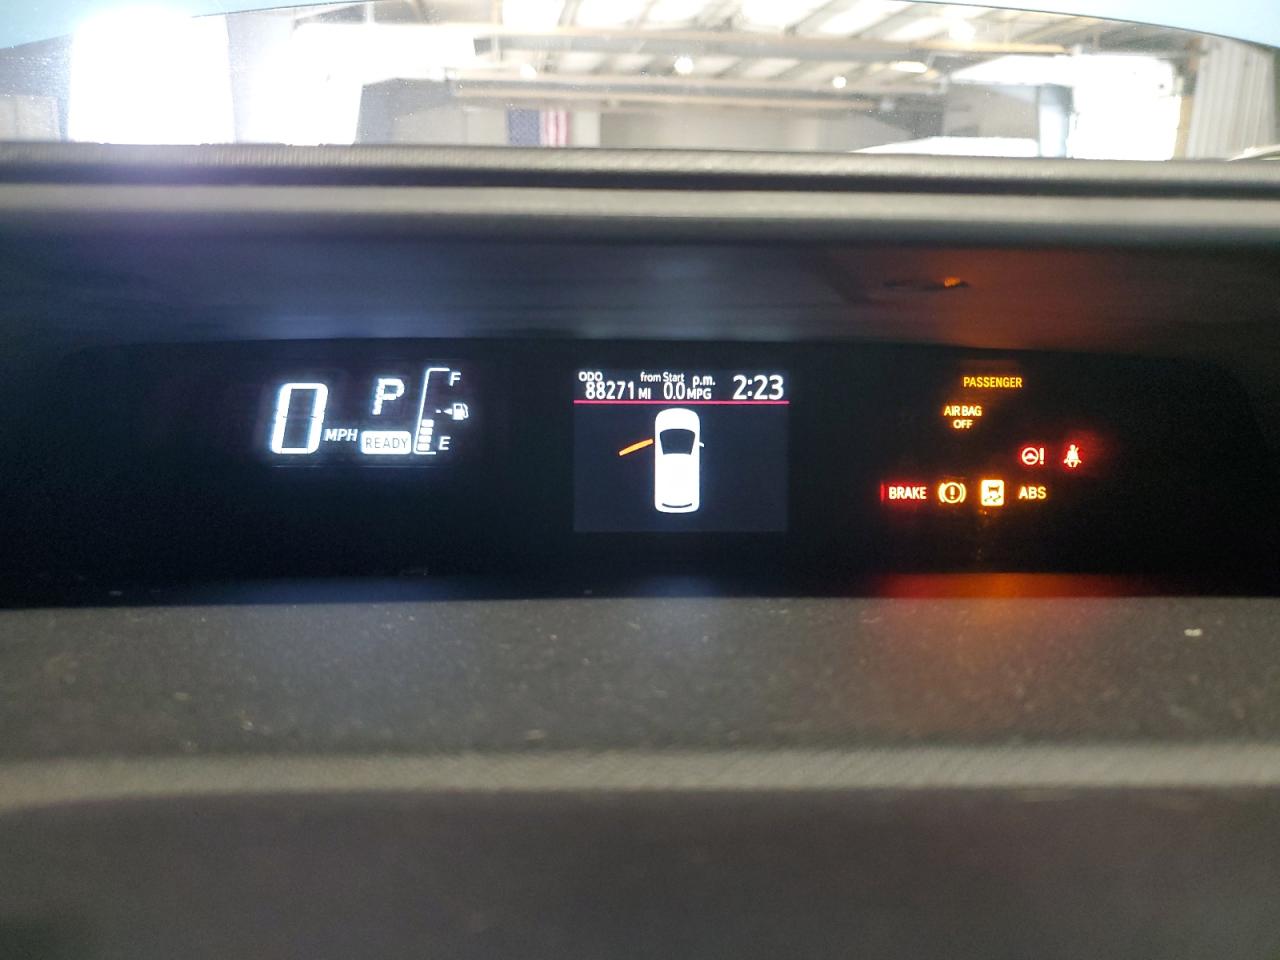 0 MPH
P
READY
F
E
ODO
88271 MI
from Start
0.0 MPG
p.m. 2:23
PASSENGER
AIR BAG
OFF
BRAKE
ABS